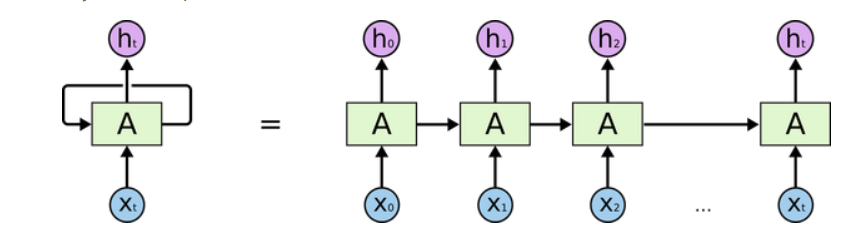 hₜ h₀ h₁ h₂ hₜ
A = A A A A
xₜ x₀ x₁ x₂ ... xₜ